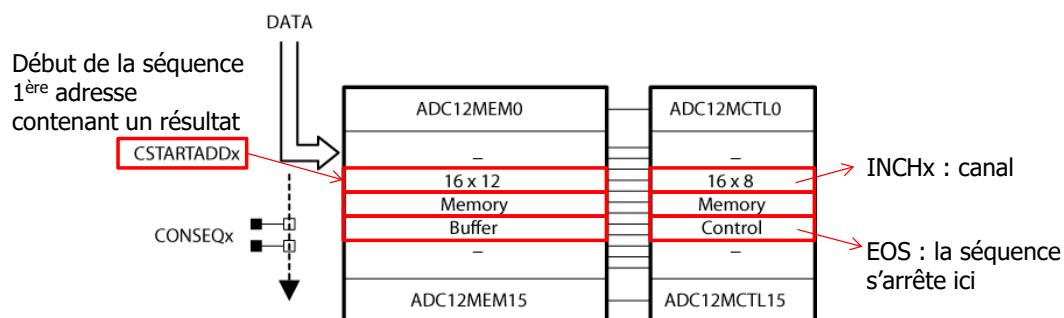 DATA
Début de la séquence
1ère adresse
contenant un résultat
CSTARTADDx
CONSEQx
ADC12MEM0
–
16 x 12
Memory
Buffer
–
ADC12MEM15
ADC12MCTL0
–
16 x 8
Memory
Control
–
ADC12MCTL15
INCHx : canal
EOS : la séquence
s’arrête ici